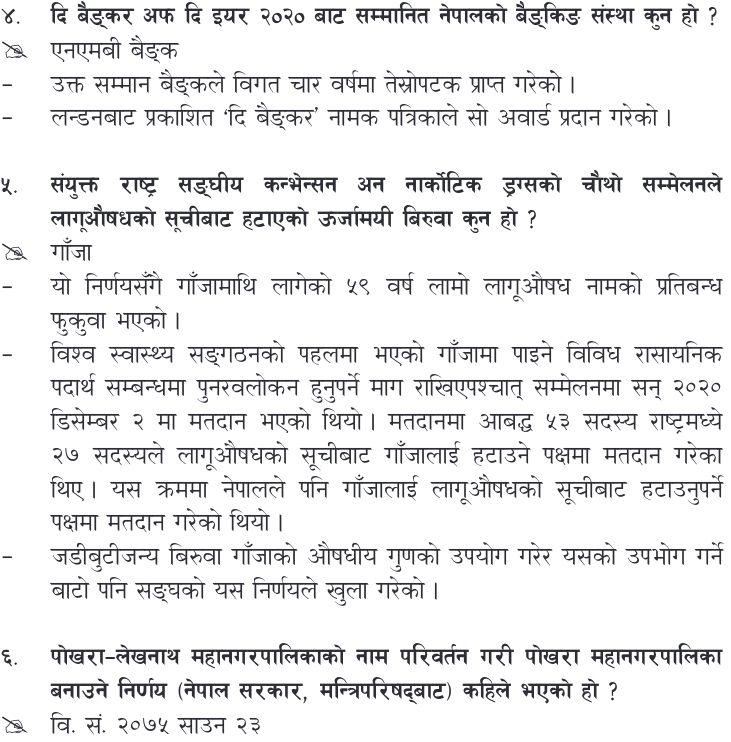 ४. दि बैङ्कर अफ दि इयर २०२० बाट सम्मानित नेपालको बैङ्किङ संस्था कुन हो ?
एनएमबी बैङ्क
- उक्त सम्मान बैङ्कले विगत चार वर्षमा तेस्रोपटक प्राप्त गरेको ।
- लन्डनबाट प्रकाशित ‘दि बैङ्कर’ नामक पत्रिकाले सो अवार्ड प्रदान गरेको ।
५. संयुक्त राष्ट्र सङ्घीय कन्भेन्सन अन नार्कोटिक ड्रग्सको चौथो सम्मेलनले
लागूऔषधको सूचीबाट हटाएको ऊर्जामयी बिरुवा कुन हो ?
गाँजा
- यो निर्णयसँगै गाँजामाथि लागेको ५९ वर्ष लामो लागूऔषध नामको प्रतिबन्ध
फुकुवा भएको ।
- विश्व स्वास्थ्य सङ्गठनको पहलमा भएको गाँजामा पाइने विविध रासायनिक
पदार्थ सम्बन्धमा पुनरवलोकन हुनुपर्ने माग राखिएपश्चात् सम्मेलनमा सन् २०२०
डिसेम्बर २ मा मतदान भएको थियो । मतदानमा आबद्ध ५३ सदस्य राष्ट्रमध्ये
२७ सदस्यले लागूऔषधको सूचीबाट गाँजालाई हटाउने पक्षमा मतदान गरेका
थिए । यस क्रममा नेपालले पनि गाँजालाई लागूऔषधको सूचीबाट हटाउनुपर्ने
पक्षमा मतदान गरेको थियो ।
- जडीबुटीजन्य बिरुवा गाँजाको औषधीय गुणको उपयोग गरेर यसको उपभोग गर्ने
बाटो पनि सङ्घको यस निर्णयले खुला गरेको ।
६. पोखरा-लेखनाथ महानगरपालिकाको नाम परिवर्तन गरी पोखरा महानगरपालिका
बनाउने निर्णय (नेपाल सरकार, मन्त्रिपरिषद्बाट) कहिले भएको हो ?
वि. सं. २०७५ साउन २३